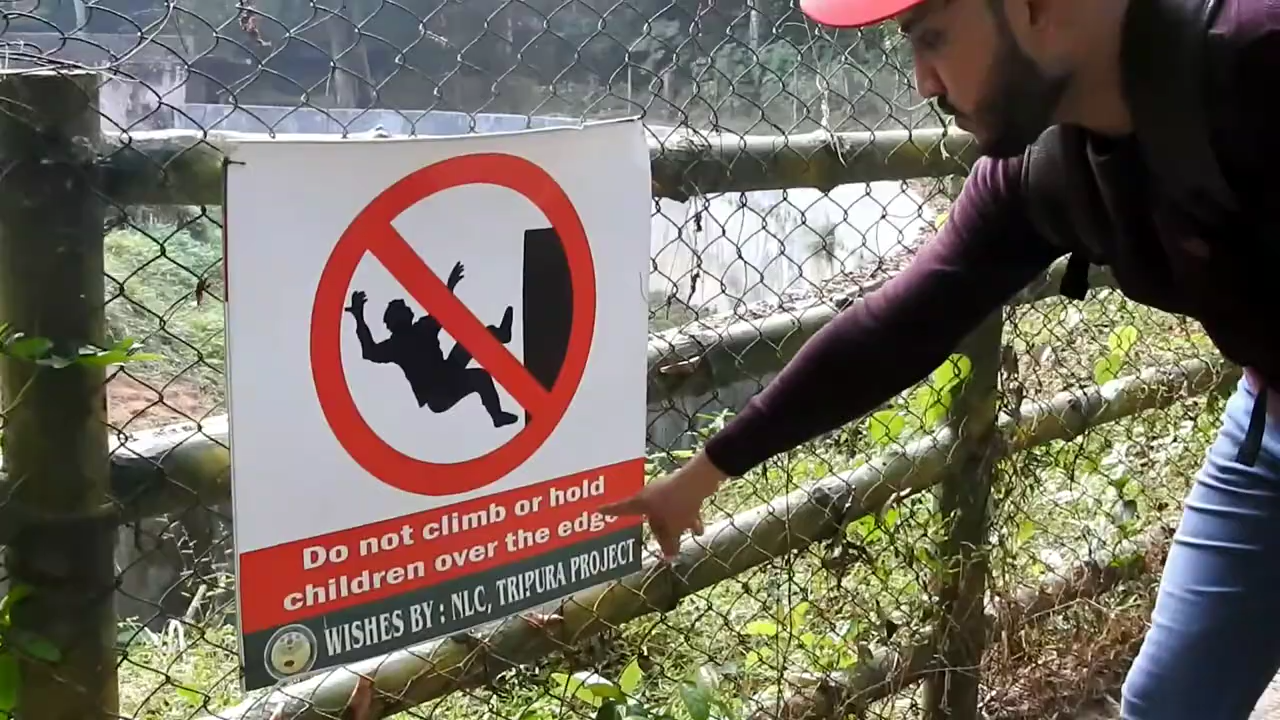 Do not climb or hold
children over the edge
WISHES BY : NLC, TRIPURA PROJECT